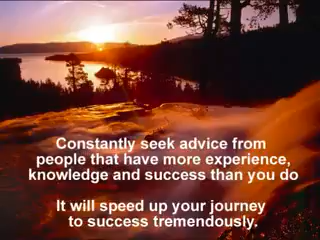 Constantly seek advice from
people that have more experience,
knowledge and success than you do
It will speed up your journey
to success tremendously.